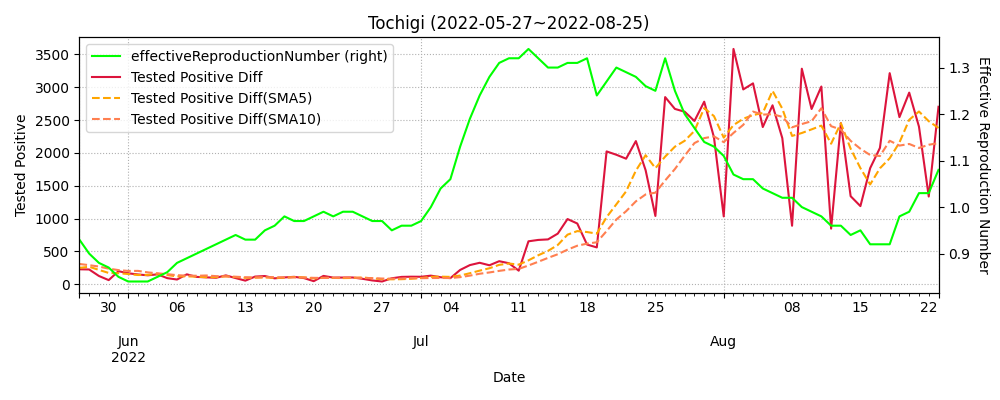 Tochigi (2022-05-27~2022-08-25)
effectiveReproductionNumber (right)
Tested Positive Diff
Tested Positive Diff(SMA5)
Tested Positive Diff(SMA10)
3500
3000
2500
2000
1500
1000
500
0
Tested Positive
1.3
1.2
1.1
1.0
0.9
Effective Reproduction Number
30 06 13 20 27 04 11 18 25 08 15 22
Jun Jul Aug
2022
Date